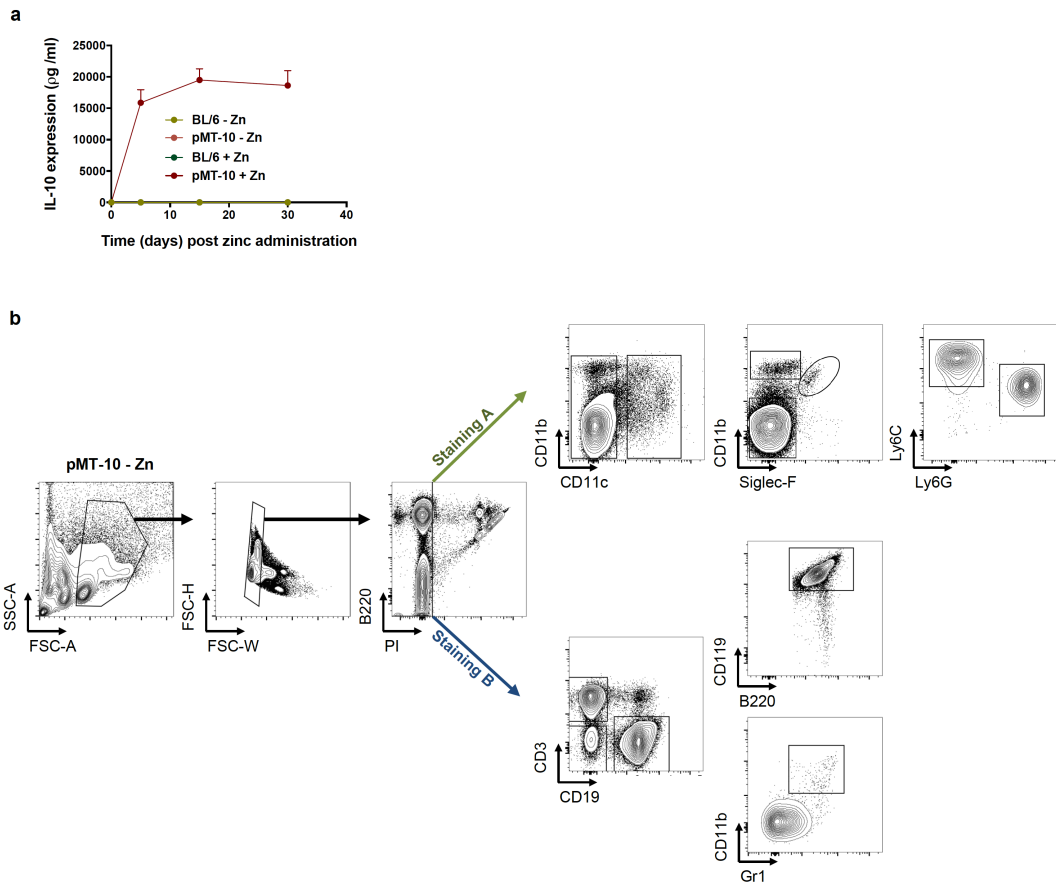 a
IL-10 expression (ρg /ml)
25000
20000
15000
10000
5000
0
BL/6 - Zn
pMT-10 - Zn
BL/6 + Zn
pMT-10 + Zn
0 10 20 30 40
Time (days) post zinc administration
b
pMT-10 - Zn
SSC-A
FSC-A
FSC-H
FSC-W
B220
PI
Staining A
Staining B
CD11b
CD11c
CD11b
Siglec-F
Ly6C
Ly6G
CD3
CD19
CD119
B220
CD11b
Gr1